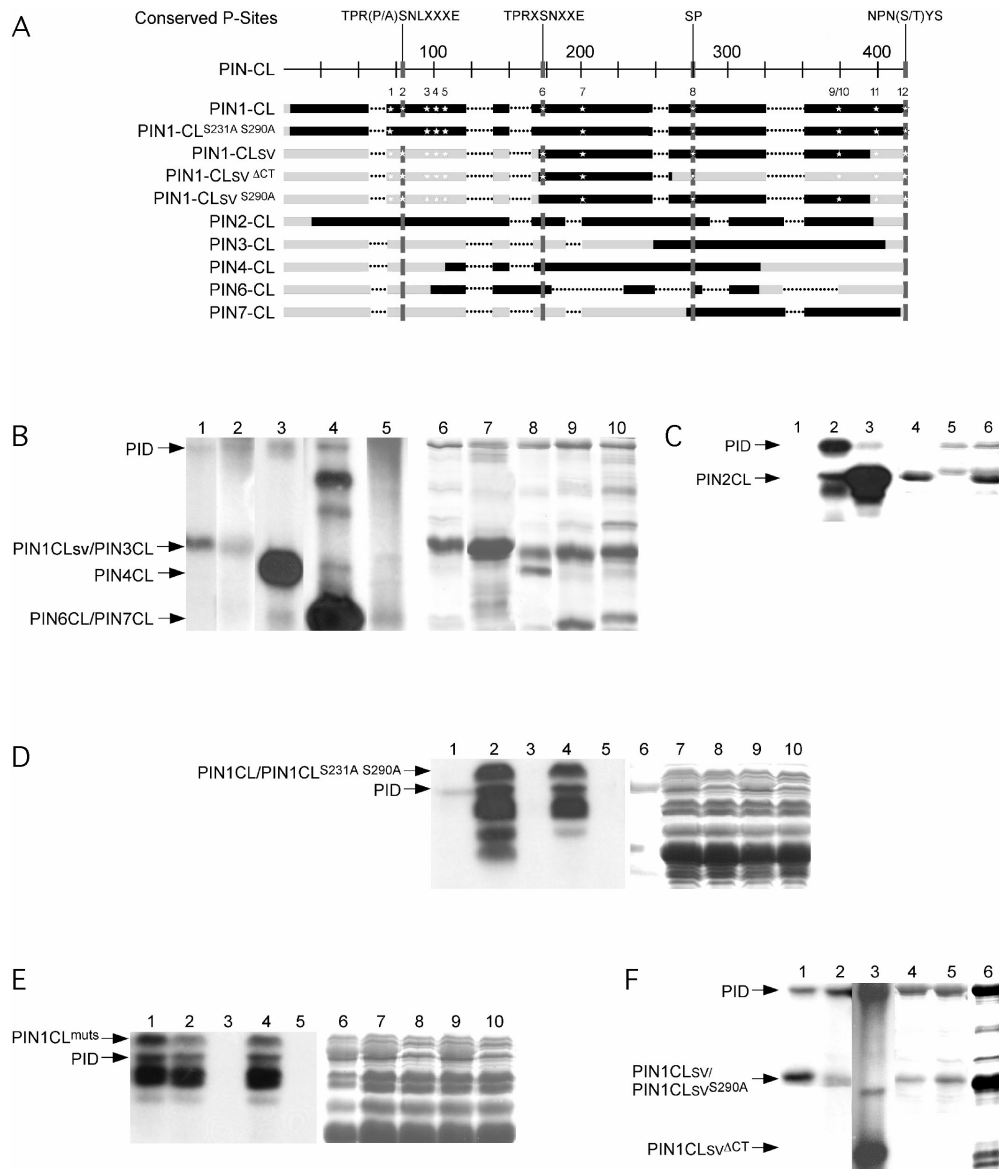 A
Conserved P-Sites
TPR(P/A)SNLXXXE
TPRXSNXXE
SP
NPN(S/T)YS
100
200
300
400
PIN-CL
1 2 3 4 5 6 7 8 9/10 11 12
PIN1-CL
PIN1-CL S231A S290A
PIN1-CLsv
PIN1-CLsv ΔCT
PIN1-CLsv S290A
PIN2-CL
PIN3-CL
PIN4-CL
PIN6-CL
PIN7-CL
B
1 2 3 4 5 6 7 8 9 10
PID
PIN1CLsv/PIN3CL
PIN4CL
PIN6CL/PIN7CL
C
1 2 3 4 5 6
PID
PIN2CL
D
1 2 3 4 5 6 7 8 9 10
PIN1CL/PIN1CL S231A S290A
PID
E
1 2 3 4 5 6 7 8 9 10
PIN1CL muts
PID
F
1 2 3 4 5 6
PID
PIN1CLsv/
PIN1CLsv S290A
PIN1CLsv ΔCT